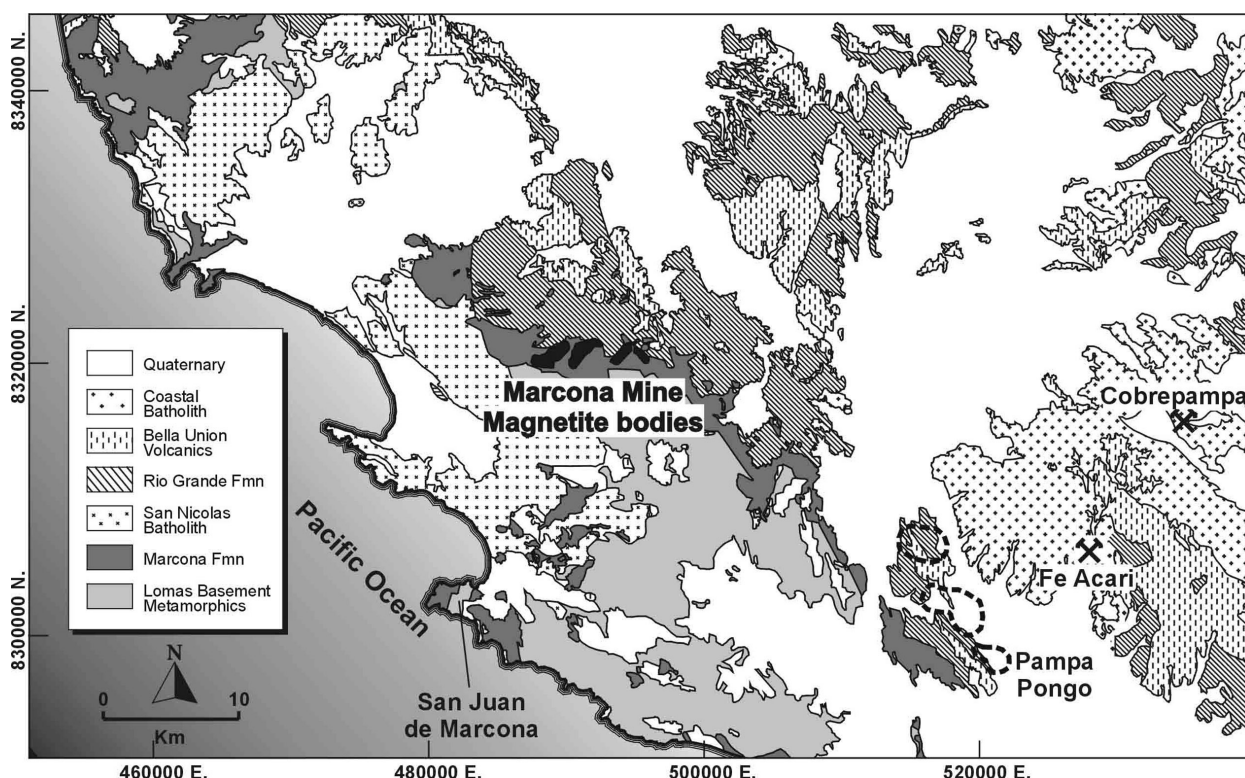 8340000 N.
8320000 N.
8300000 N.
Quaternary
Coastal
Batholith
Bella Union
Volcanics
Rio Grande Fmn
San Nicolas
Batholith
Marcona Fmn
Lomas Basement
Metamorphics
N
0 10
Km
Marcona Mine
Magnetite bodies
Cobrepampa
Fe Acari
Pampa
Pongo
Pacific Ocean
San Juan
de Marcona
460000 E.
480000 E.
500000 E.
520000 E.